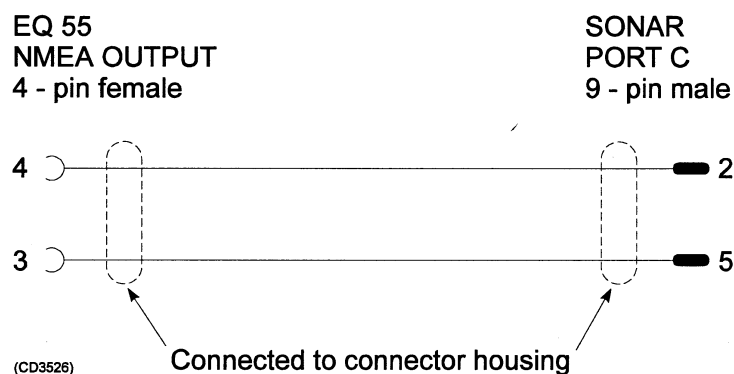 EQ 55
NMEA OUTPUT
4 - pin female
SONAR
PORT C
9 - pin male
4
2
3
5
Connected to connector housing
(CD3526)